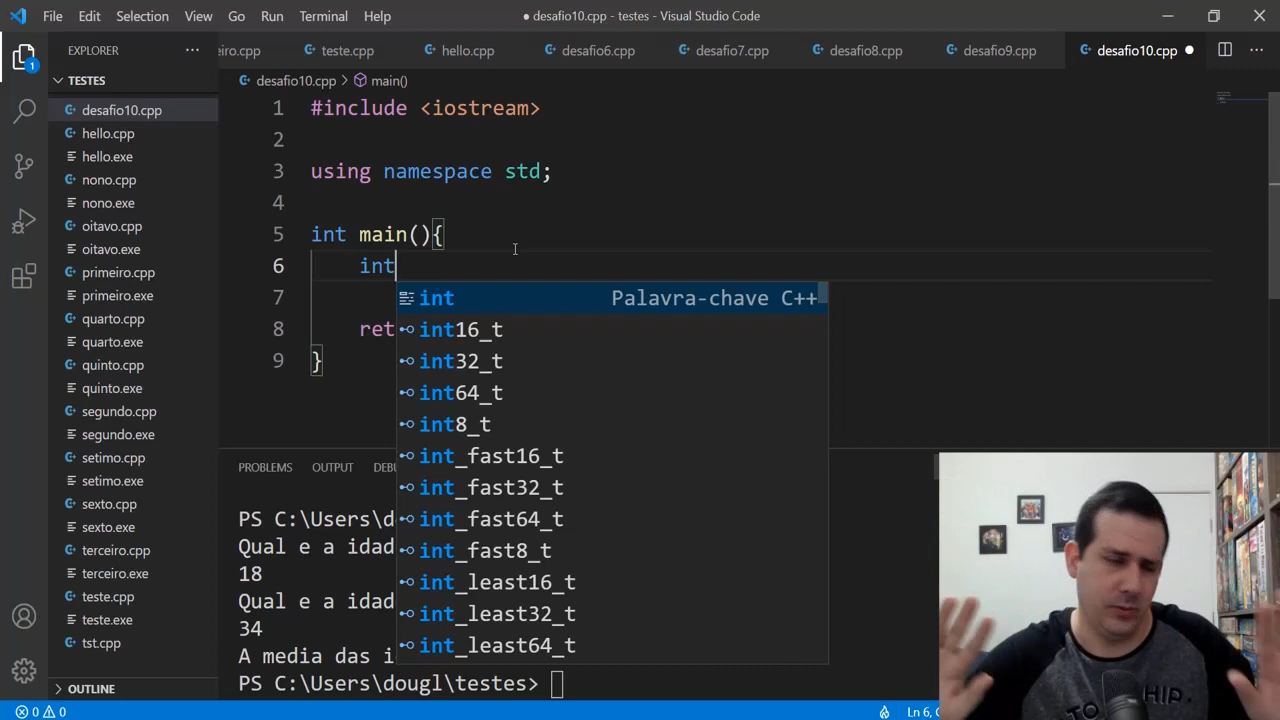 File Edit Selection View Go Run Terminal Help
● desafio10.cpp - testes - Visual Studio Code
EXPLORER
TESTES
desafio10.cpp
hello.cpp
hello.exe
nono.cpp
nono.exe
oitavo.cpp
oitavo.exe
primeiro.cpp
primeiro.exe
quarto.cpp
quarto.exe
quinto.cpp
quinto.exe
segundo.cpp
segundo.exe
setimo.cpp
setimo.exe
sexto.cpp
sexto.exe
terceiro.cpp
terceiro.exe
teste.cpp
teste.exe
tst.cpp
OUTLINE
1
iro.cpp teste.cpp hello.cpp desafio6.cpp desafio7.cpp desafio8.cpp desafio9.cpp desafio10.cpp ●
desafio10.cpp > main()
1 #include <iostream>
2
3 using namespace std;
4
5 int main(){
6 int
7
8 ret
9 }
int Palavra-chave C++
int16_t
int32_t
int64_t
int8_t
int_fast16_t
int_fast32_t
int_fast64_t
int_fast8_t
int_least16_t
int_least32_t
int_least64_t
PROBLEMS OUTPUT DEB
PS C:\Users\d
Qual e a idad
18
Qual e a idad
34
A media das i
PS C:\Users\dougl\testes>
0 0
Ln 6, C